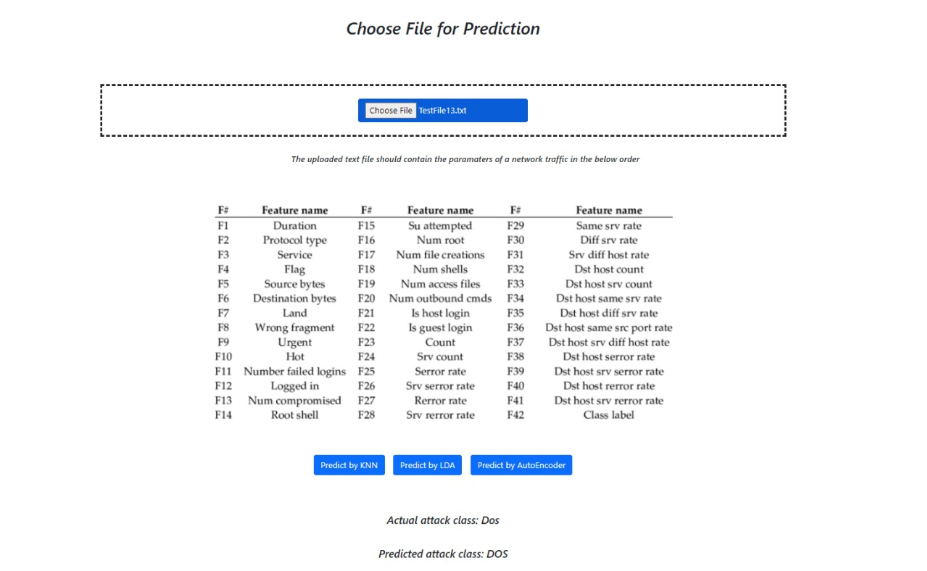 Choose File for Prediction
Choose File TestFile13.txt
The uploaded text file should contain the paramaters of a network traffic in the below order
F# Feature name F# Feature name F# Feature name
F1 Duration F15 Su attempted F29 Same srv rate
F2 Protocol type F16 Num root F30 Diff srv rate
F3 Service F17 Num file creations F31 Srv diff host rate
F4 Flag F18 Num shells F32 Dst host count
F5 Source bytes F19 Num access files F33 Dst host srv count
F6 Destination bytes F20 Num outbound cmds F34 Dst host same srv rate
F7 Land F21 Is host login F35 Dst host diff srv rate
F8 Wrong fragment F22 Is guest login F36 Dst host same src port rate
F9 Urgent F23 Count F37 Dst host srv diff host rate
F10 Hot F24 Srv count F38 Dst host serror rate
F11 Number failed logins F25 Serror rate F39 Dst host srv serror rate
F12 Logged in F26 Srv serror rate F40 Dst host rerror rate
F13 Num compromised F27 Rerror rate F41 Dst host srv rerror rate
F14 Root shell F28 Srv rerror rate F42 Class label
Predict by KNN Predict by LDA Predict by AutoEncoder
Actual attack class: Dos
Predicted attack class: DOS